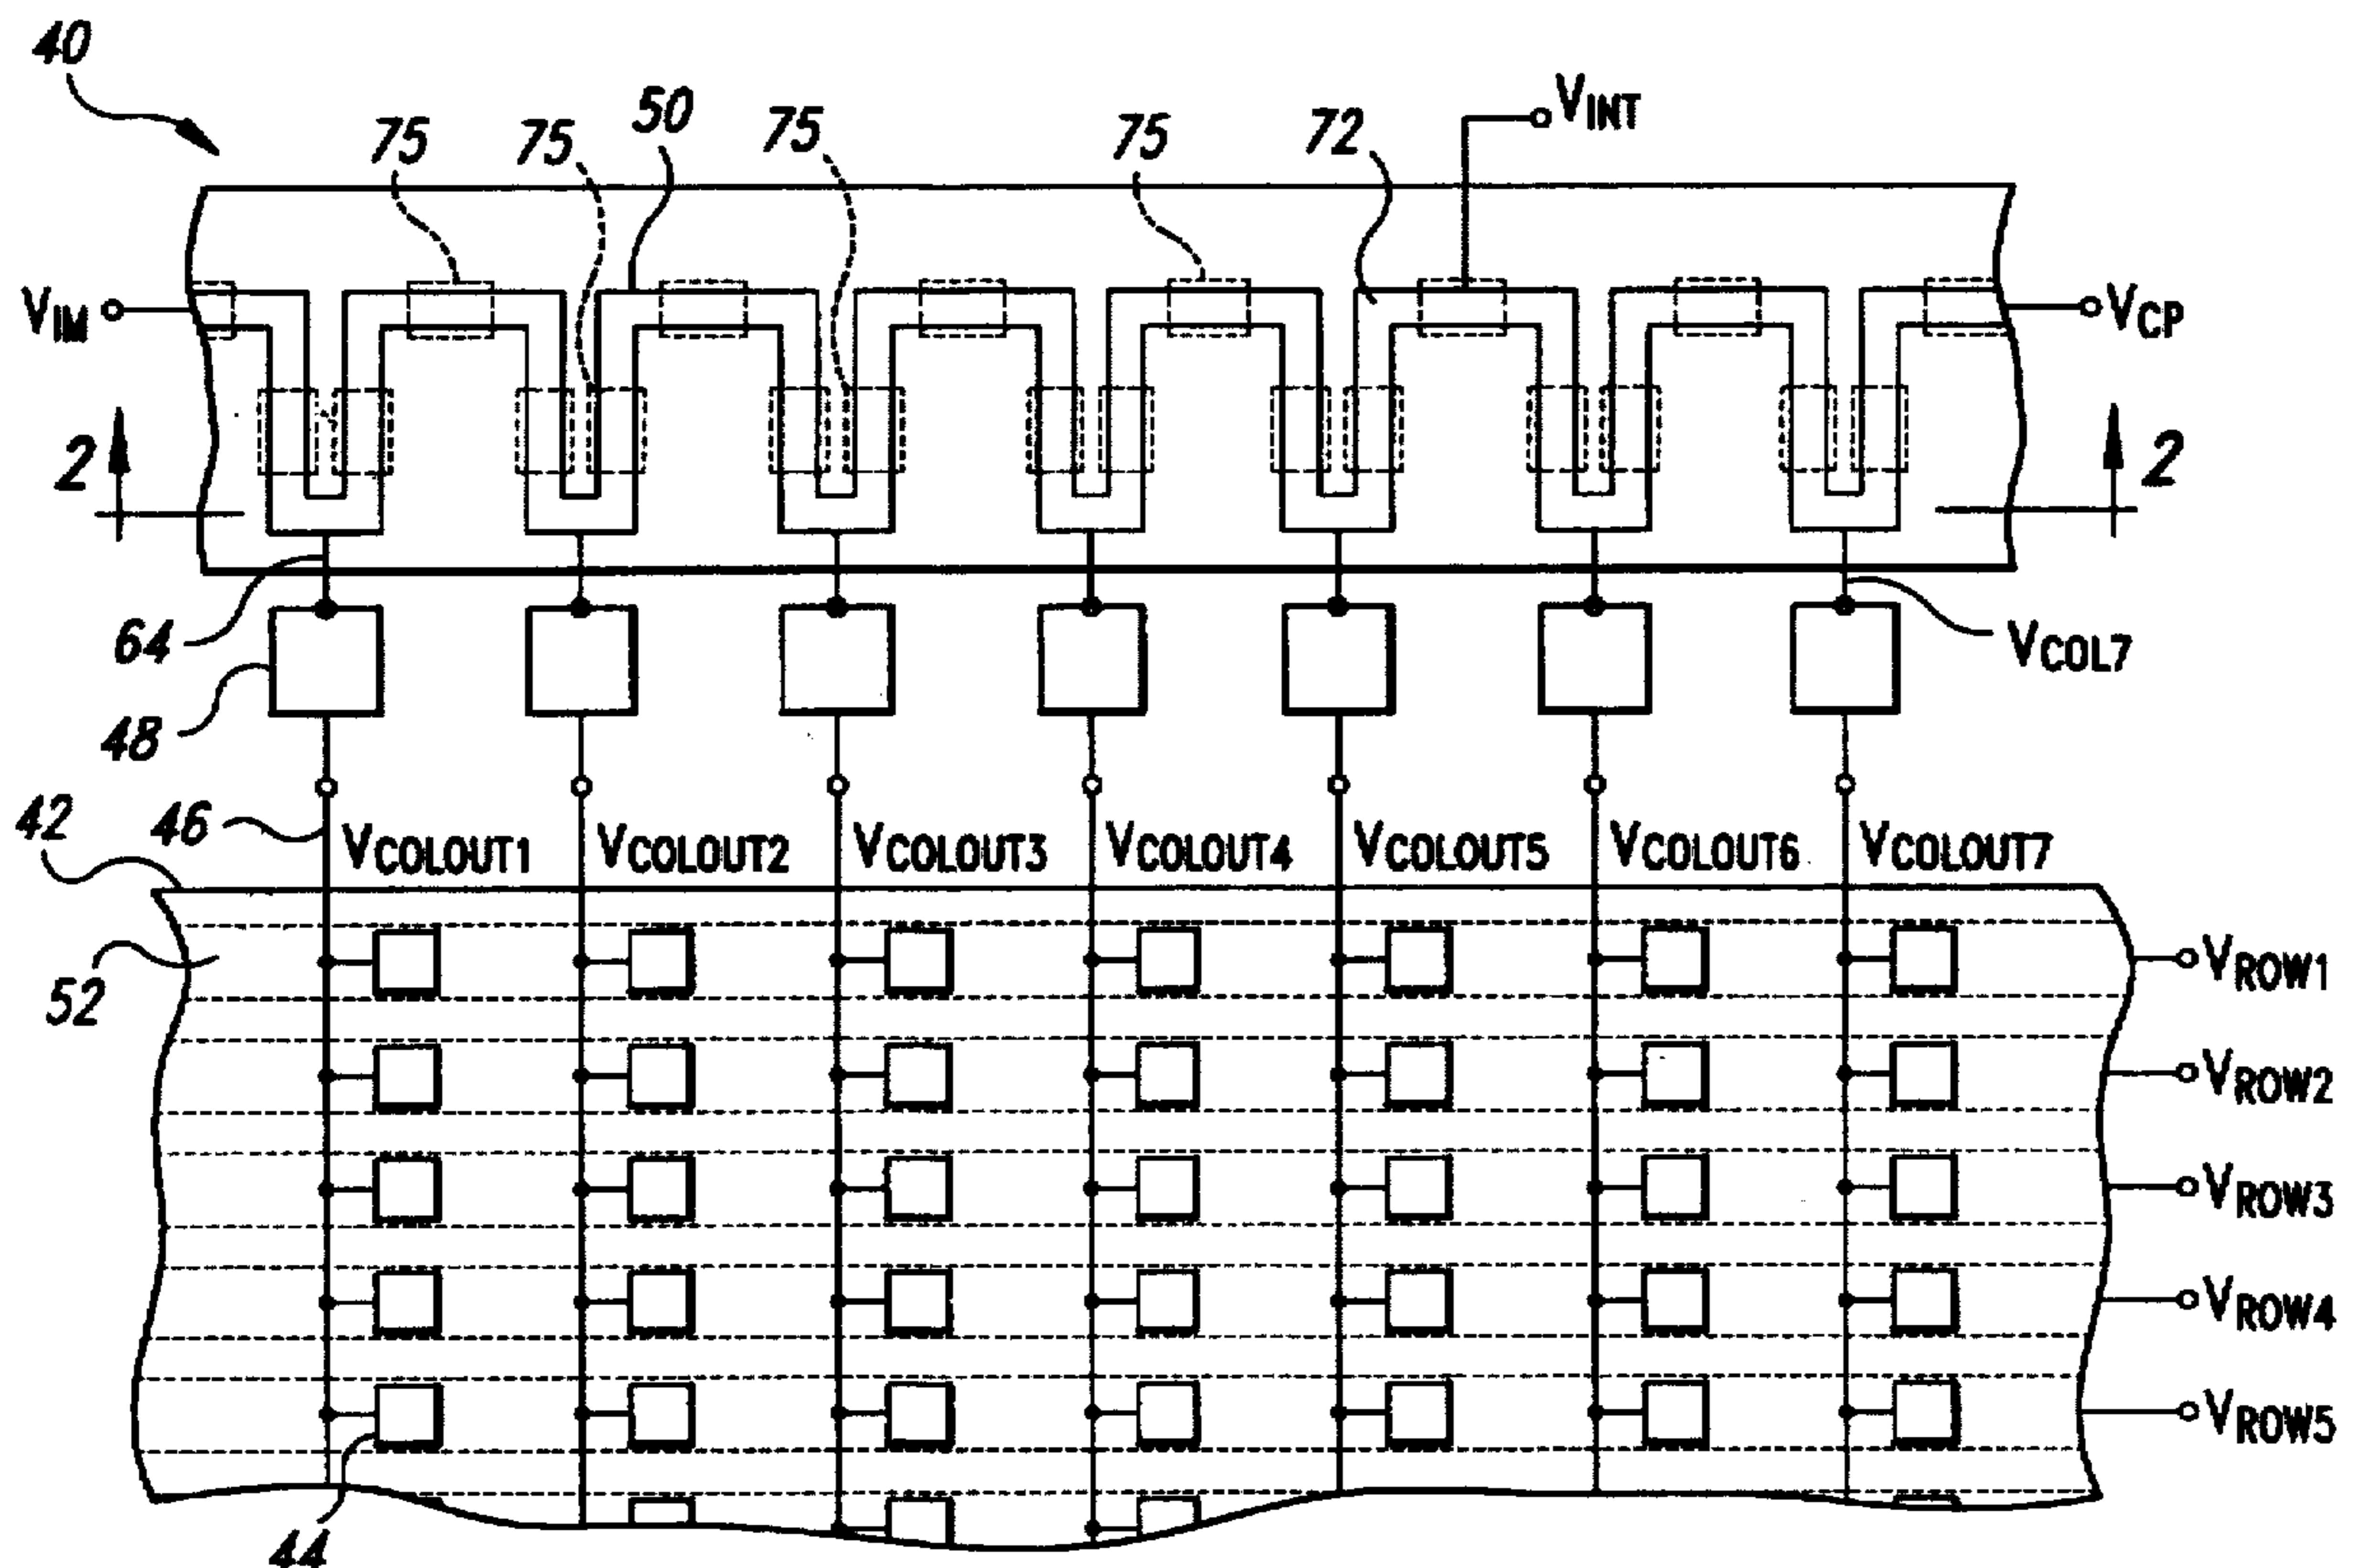 40
75 75 50 75 75 72 VINT
VIM VCP
2 2
64
VCOL7
48
42 46 VCOLOUT1 VCOLOUT2 VCOLOUT3 VCOLOUT4 VCOLOUT5 VCOLOUT6 VCOLOUT7
52 VROW1
VROW2
VROW3
VROW4
VROW5
44